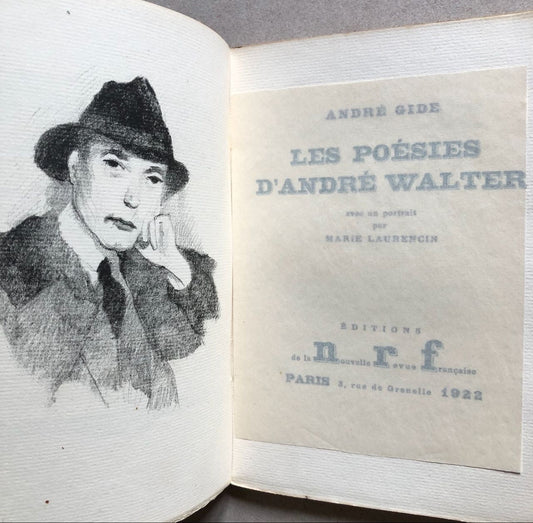 ANDRÉ GIDE
LES POÉSIES
D'ANDRÉ WALTER
avec un portrait
par
MARIE LAURENCIN
ÉDITIONS
de la nouvelle revue française
PARIS 3, rue de Grenelle 1922